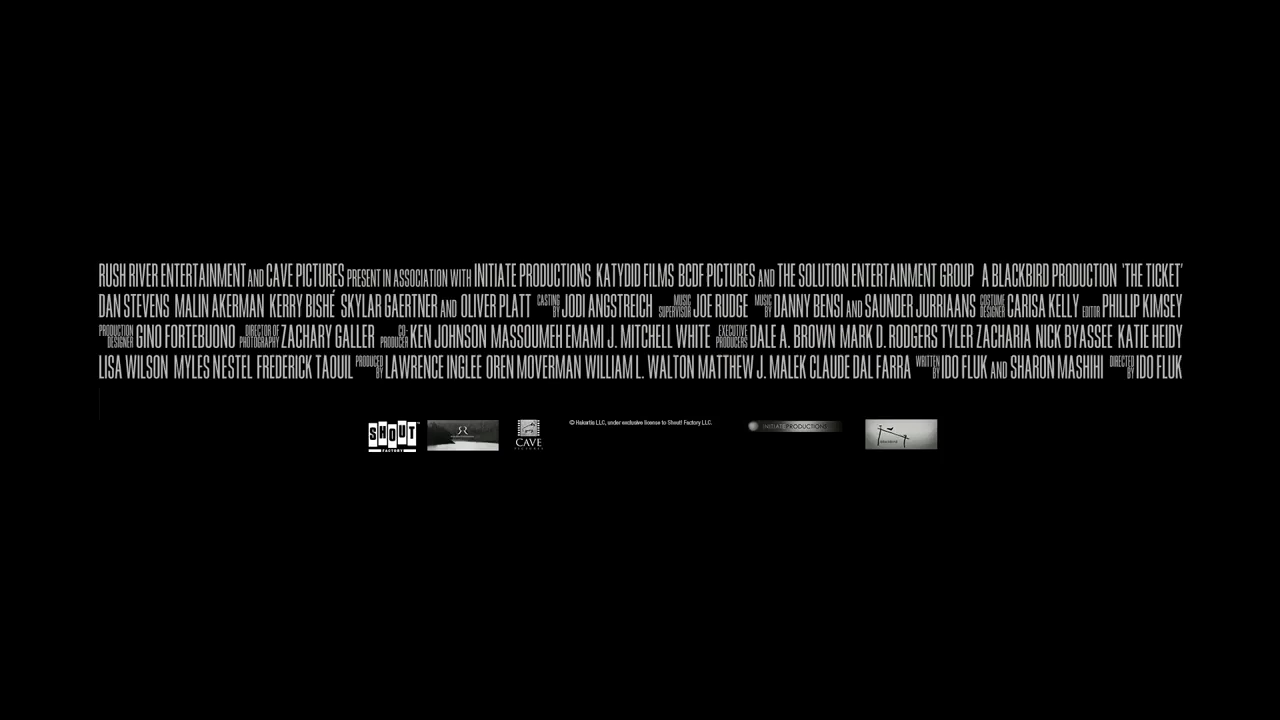 RUSH RIVER ENTERTAINMENT AND CAVE PICTURES PRESENT IN ASSOCIATION WITH INITIATE PRODUCTIONS KATYDID FILMS BCDF PICTURES AND THE SOLUTION ENTERTAINMENT GROUP A BLACKBIRD PRODUCTION 'THE TICKET'
DAN STEVENS MALIN AKERMAN KERRY BISHÉ SKYLAR GAERTNER AND OLIVER PLATT CASTING BY JODI ANGSTREICH MUSIC SUPERVISOR JOE RUDGE MUSIC BY DANNY BENSI AND SAUNDER JURRIAANS COSTUME DESIGNER CARISA KELLY EDITOR PHILLIP KIMSEY
PRODUCTION DESIGNER GINO FORTEBUONO DIRECTOR OF PHOTOGRAPHY ZACHARY GALLER CO-PRODUCER KEN JOHNSON MASSOUMEH EMAMI J. MITCHELL WHITE EXECUTIVE PRODUCERS DALE A. BROWN MARK D. RODGERS TYLER ZACHARIA NICK BYASSEE KATIE HEIDY
LISA WILSON MYLES NESTEL FREDERICK TAOUIL PRODUCED BY LAWRENCE INGLEE OREN MOVERMAN WILLIAM L. WALTON MATTHEW J. MALEK CLAUDE DAL FARRA WRITTEN BY IDO FLUK AND SHARON MASHIHI DIRECTED BY IDO FLUK
SHOUT FACTORY
CAVE PICTURES
© Hakartis LLC, under exclusive license to Shout! Factory LLC.
INITIATE PRODUCTIONS